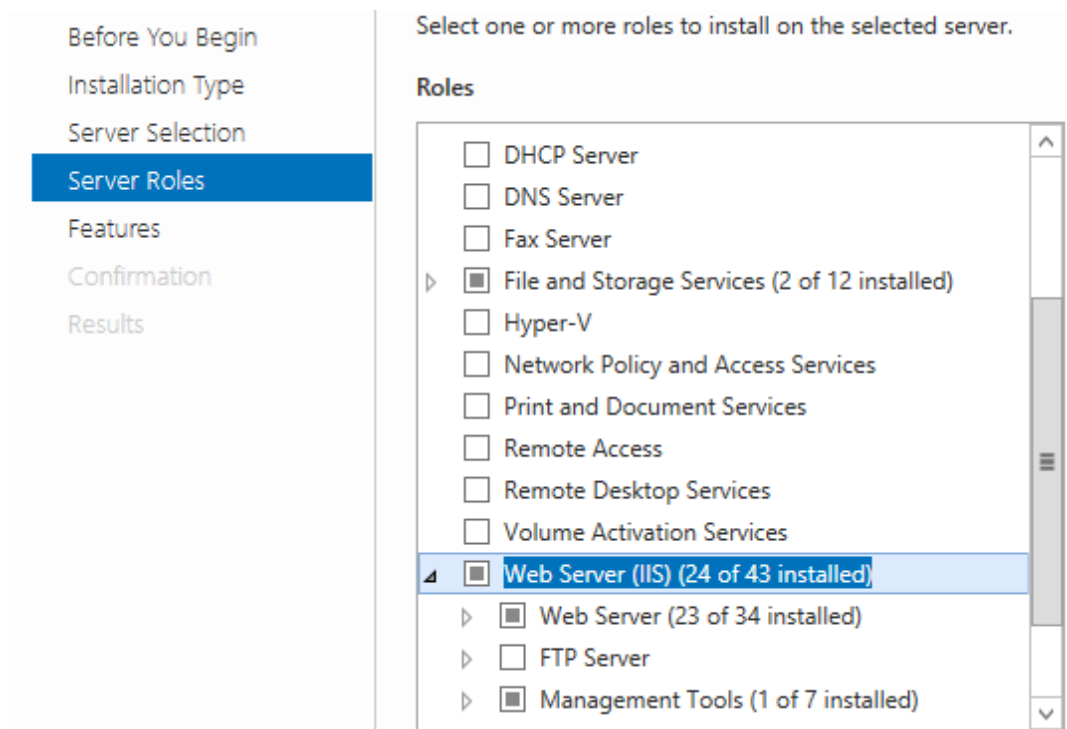 Before You Begin
Installation Type
Server Selection
Server Roles
Features
Confirmation
Results
Select one or more roles to install on the selected server.
Roles
DHCP Server
DNS Server
Fax Server
File and Storage Services (2 of 12 installed)
Hyper-V
Network Policy and Access Services
Print and Document Services
Remote Access
Remote Desktop Services
Volume Activation Services
Web Server (IIS) (24 of 43 installed)
Web Server (23 of 34 installed)
FTP Server
Management Tools (1 of 7 installed)